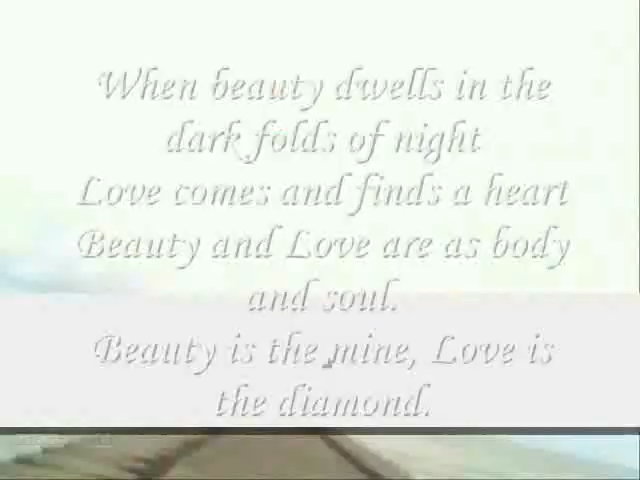 When beauty dwells in the
dark folds of night
Love comes and finds a heart
Beauty and Love are as body
and soul.
Beauty is the mine, Love is
the diamond.